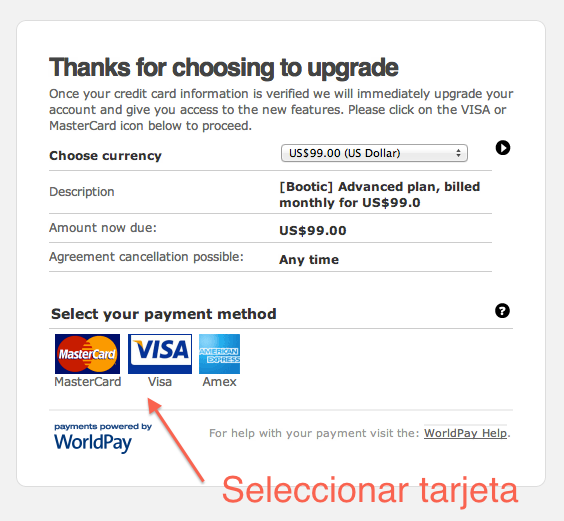 Thanks for choosing to upgrade
Once your credit card information is verified we will immediately upgrade your
account and give you access to the new features. Please click on the VISA or
MasterCard icon below to proceed.
Choose currency
US$99.00 (US Dollar)
Description
[Bootic] Advanced plan, billed
monthly for US$99.0
Amount now due:
US$99.00
Agreement cancellation possible:
Any time
Select your payment method
?
MasterCard
VISA
AMERICAN
EXPRESS
MasterCard
Visa
Amex
payments powered by
WorldPay
For help with your payment visit the: WorldPay Help.
Seleccionar tarjeta